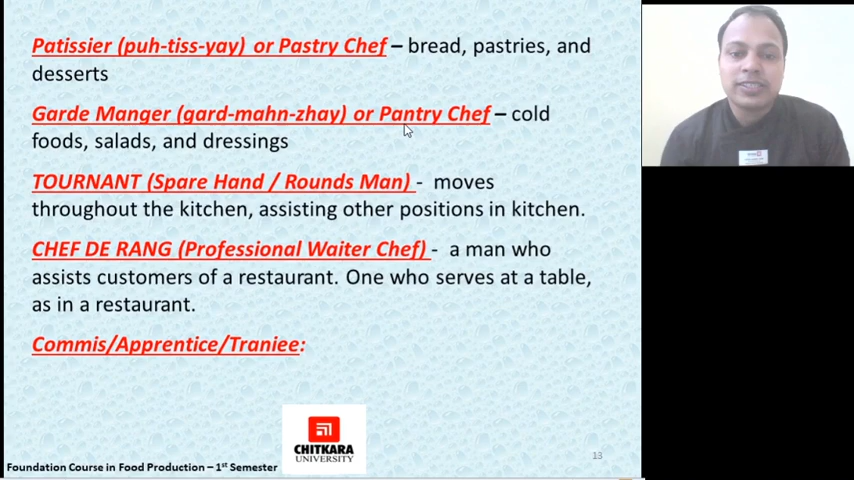 Patissier (puh-tiss-yay) or Pastry Chef – bread, pastries, and
desserts
Garde Manger (gard-mahn-zhay) or Pantry Chef – cold
foods, salads, and dressings
TOURNANT (Spare Hand / Rounds Man) - moves
throughout the kitchen, assisting other positions in kitchen.
CHEF DE RANG (Professional Waiter Chef) - a man who
assists customers of a restaurant. One who serves at a table,
as in a restaurant.
Commis/Apprentice/Traniee:
CHITKARA
UNIVERSITY
Foundation Course in Food Production – 1st Semester
13